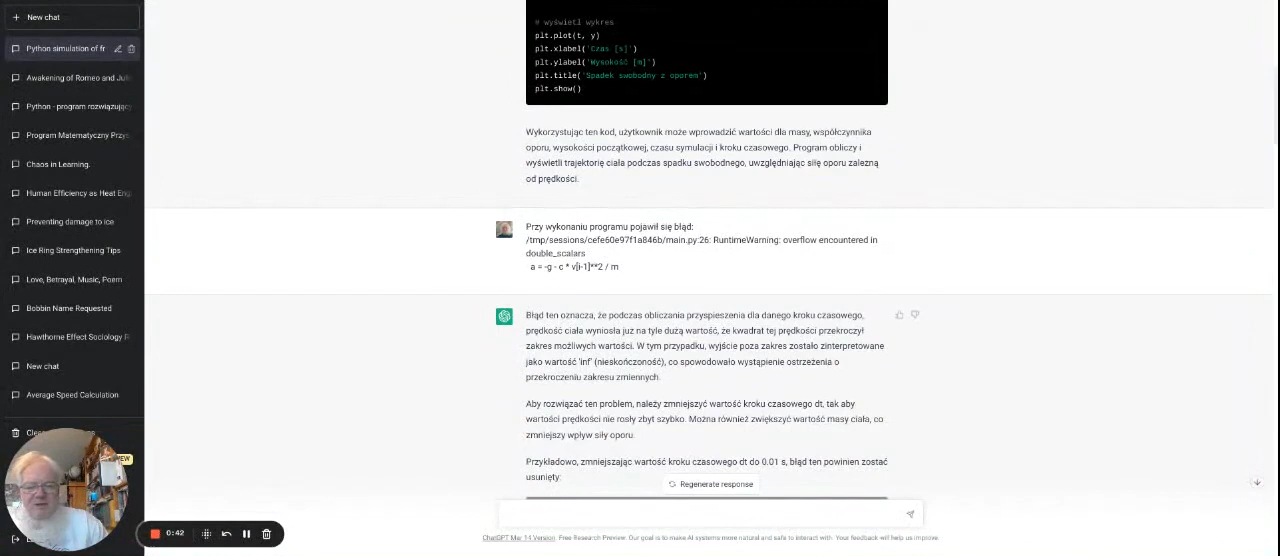 New chat
Python simulation of fr
Awakening of Romeo and Juli
Python - program rozwiązujący
Program Matematyczny Przys
Chaos in Learning.
Human Efficiency as Heat Eng
Preventing damage to ice
Ice Ring Strengthening Tips
Love, Betrayal, Music, Poem
Bobbin Name Requested
Hawthorne Effect Sociology R
New chat
Average Speed Calculation
0:42
# wyświetl wykres
plt.plot(t, y)
plt.xlabel('Czas [s]')
plt.ylabel('Wysokość [m]')
plt.title('Spadek swobodny z oporem')
plt.show()
Wykorzystując ten kod, użytkownik może wprowadzić wartości dla masy, współczynnika
oporu, wysokości początkowej, czasu symulacji i kroku czasowego. Program obliczy i
wyświetli trajektorię ciała podczas spadku swobodnego, uwzględniając siłę oporu zależną
od prędkości.
Przy wykonaniu programu pojawił się błąd:
/tmp/sessions/cefe60e97f1a846b/main.py:26: RuntimeWarning: overflow encountered in
double_scalars
a = -g - c * v[i-1]**2 / m
Błąd ten oznacza, że podczas obliczania przyspieszenia dla danego kroku czasowego,
prędkość ciała wyniosła już na tyle dużą wartość, że kwadrat tej prędkości przekroczył
zakres możliwych wartości. W tym przypadku, wyjście poza zakres zostało zinterpretowane
jako wartość 'inf' (nieskończoność), co spowodowało wystąpienie ostrzeżenia o
przekroczeniu zakresu zmiennych.
Aby rozwiązać ten problem, należy zmniejszyć wartość kroku czasowego dt, tak aby
wartości prędkości nie rosły zbyt szybko. Można również zwiększyć wartość masy ciała, co
zmniejszy wpływ siły oporu.
Przykładowo, zmniejszając wartość kroku czasowego dt do 0.01 s, błąd ten powinien zostać
usunięty:
Regenerate response
ChatGPT Mar 14 Version. Free Research Preview. Our goal is to make AI systems more natural and safe to interact with. Your feedback will help us improve.